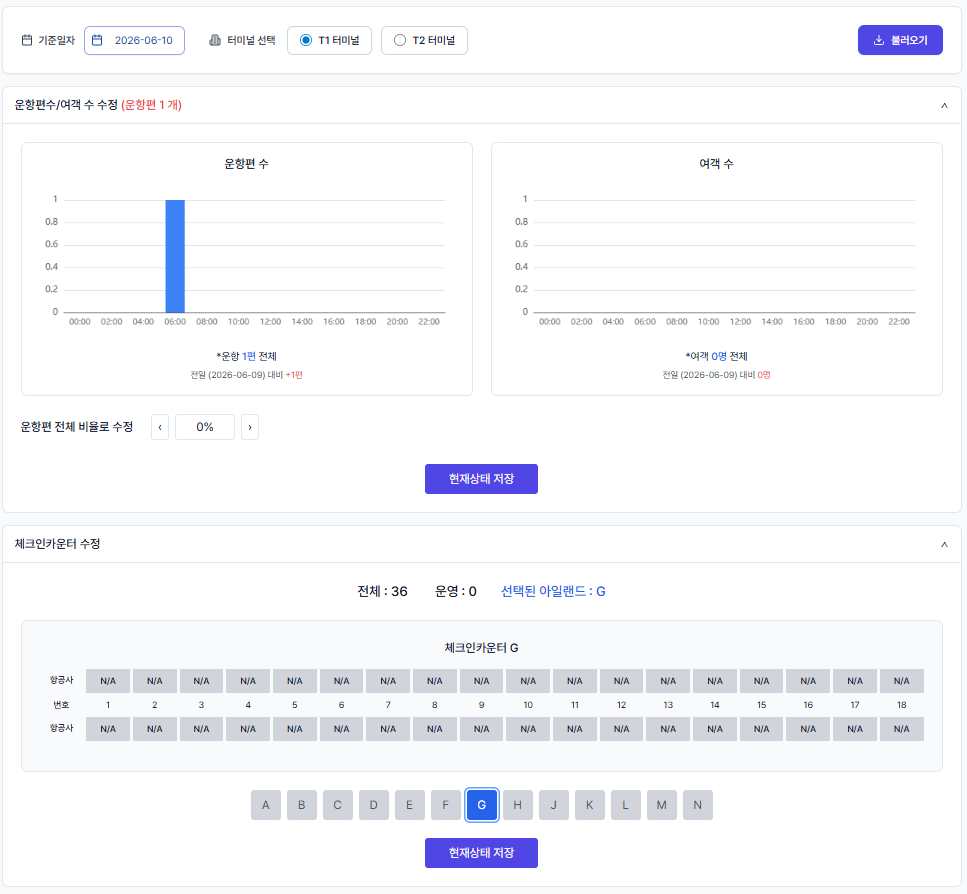 기준일자 2026-06-10 터미널 선택 T1 터미널 T2 터미널 불러오기
운항편수/여객 수 수정 (운항편 1 개)
운항편 수
1
0.8
0.6
0.4
0.2
0
00:00 02:00 04:00 06:00 08:00 10:00 12:00 14:00 16:00 18:00 20:00 22:00
*운항 1편 전체
전일 (2026-06-09) 대비 +1편
여객 수
1
0.8
0.6
0.4
0.2
0
00:00 02:00 04:00 06:00 08:00 10:00 12:00 14:00 16:00 18:00 20:00 22:00
*여객 0명 전체
전일 (2026-06-09) 대비 0명
운항편 전체 비율로 수정 ‹ 0% ›
현재상태 저장
체크인카운터 수정
전체 : 36 운영 : 0 선택된 아일랜드 : G
체크인카운터 G
항공사 N/A N/A N/A N/A N/A N/A N/A N/A N/A N/A N/A N/A N/A N/A N/A N/A N/A N/A
번호 1 2 3 4 5 6 7 8 9 10 11 12 13 14 15 16 17 18
항공사 N/A N/A N/A N/A N/A N/A N/A N/A N/A N/A N/A N/A N/A N/A N/A N/A N/A N/A
A B C D E F G H J K L M N
현재상태 저장